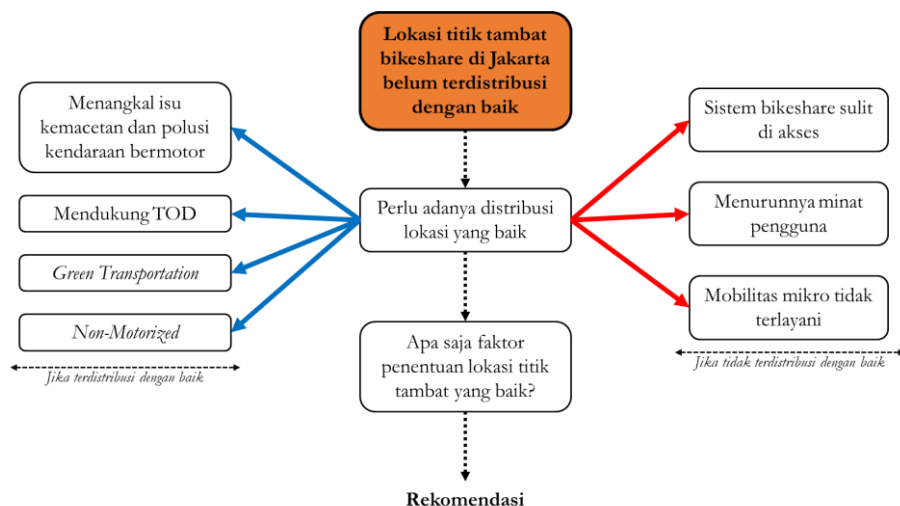 Lokasi titik tambat
bikeshare di Jakarta
belum terdistribusi
dengan baik
Menangkal isu
kemacetan dan polusi
kendaraan bermotor
Mendukung TOD
Green Transportation
Non-Motorized
Jika terdistribusi dengan baik
Perlu adanya distribusi
lokasi yang baik
Sistem bikeshare sulit
di akses
Menurunnya minat
pengguna
Mobilitas mikro tidak
terlayani
Jika tidak terdistribusi dengan baik
Apa saja faktor
penentuan lokasi titik
tambat yang baik?
Rekomendasi